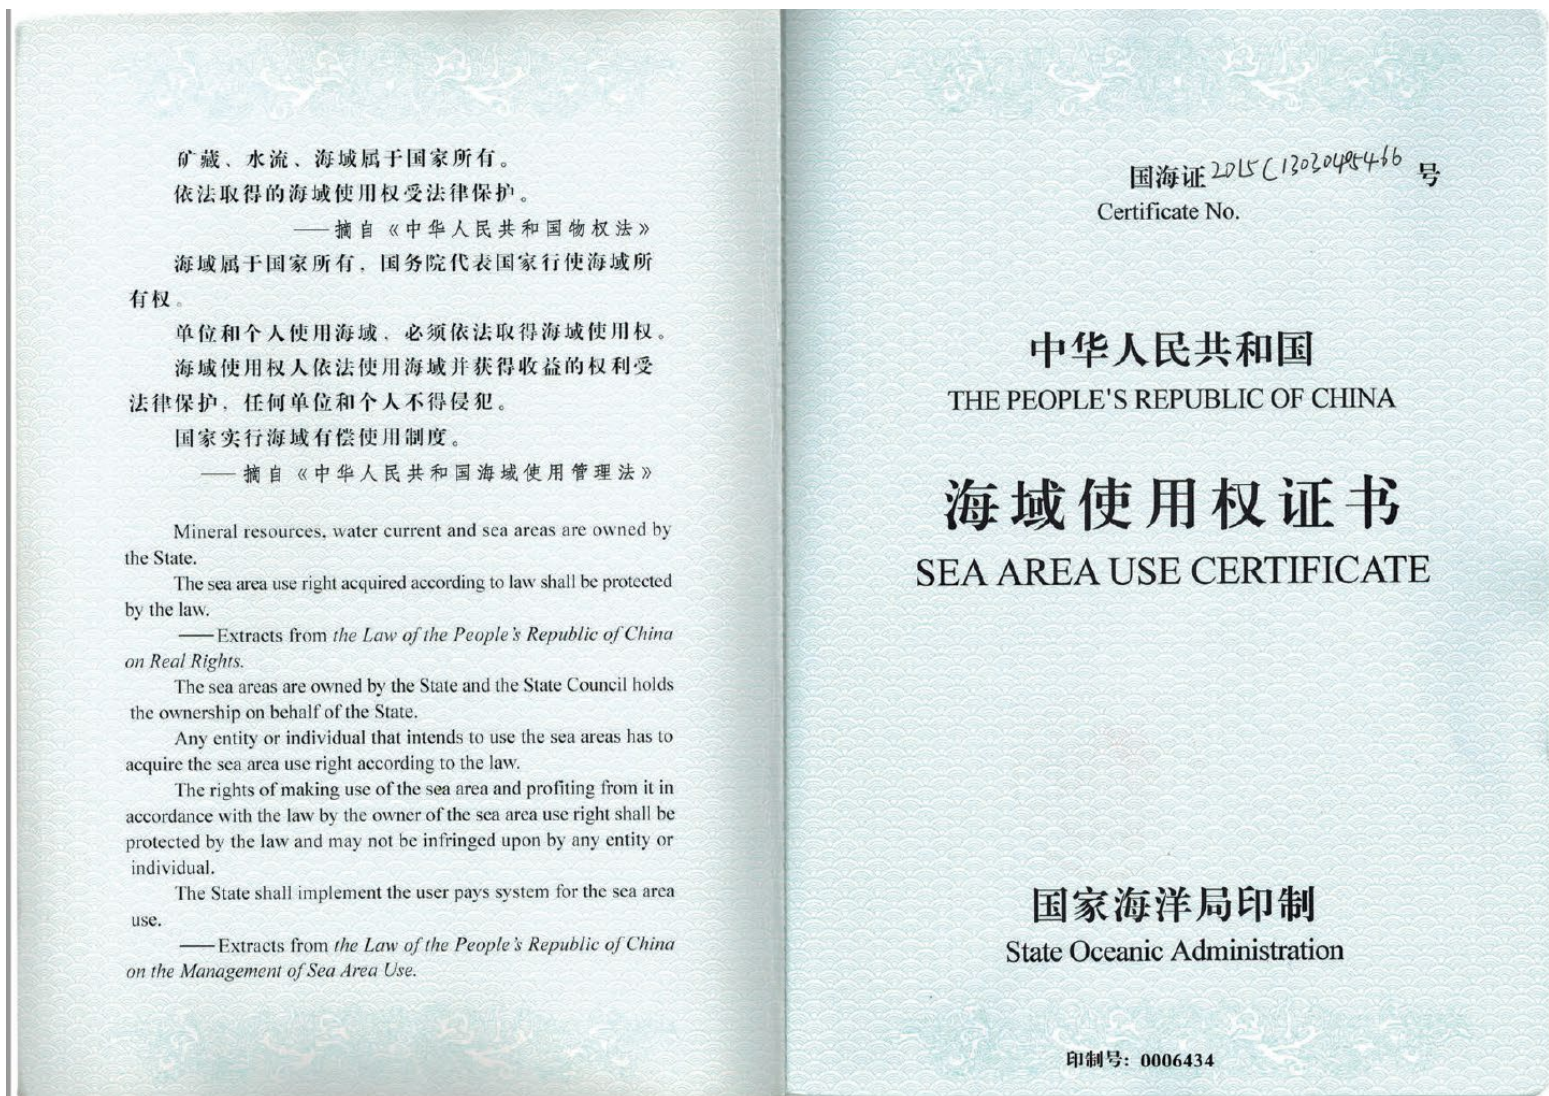 矿藏、水流、海域属于国家所有。
依法取得的海域使用权受法律保护。
——摘自《中华人民共和国物权法》
海域属于国家所有，国务院代表国家行使海域所
有权。
单位和个人使用海域，必须依法取得海域使用权。
海域使用权人依法使用海域并获得收益的权利受
法律保护，任何单位和个人不得侵犯。
国家实行海域有偿使用制度。
——摘自《中华人民共和国海域使用管理法》
Mineral resources, water current and sea areas are owned by
the State.
The sea area use right acquired according to law shall be protected
by the law.
——Extracts from the Law of the People's Republic of China
on Real Rights.
The sea areas are owned by the State and the State Council holds
the ownership on behalf of the State.
Any entity or individual that intends to use the sea areas has to
acquire the sea area use right according to the law.
The rights of making use of the sea area and profiting from it in
accordance with the law by the owner of the sea area use right shall be
protected by the law and may not be infringed upon by any entity or
individual.
The State shall implement the user pays system for the sea area
use.
——Extracts from the Law of the People's Republic of China
on the Management of Sea Area Use.
国海证 2015C13030495466 号
Certificate No.
中华人民共和国
THE PEOPLE'S REPUBLIC OF CHINA
海域使用权证书
SEA AREA USE CERTIFICATE
国家海洋局印制
State Oceanic Administration
印制号：0006434